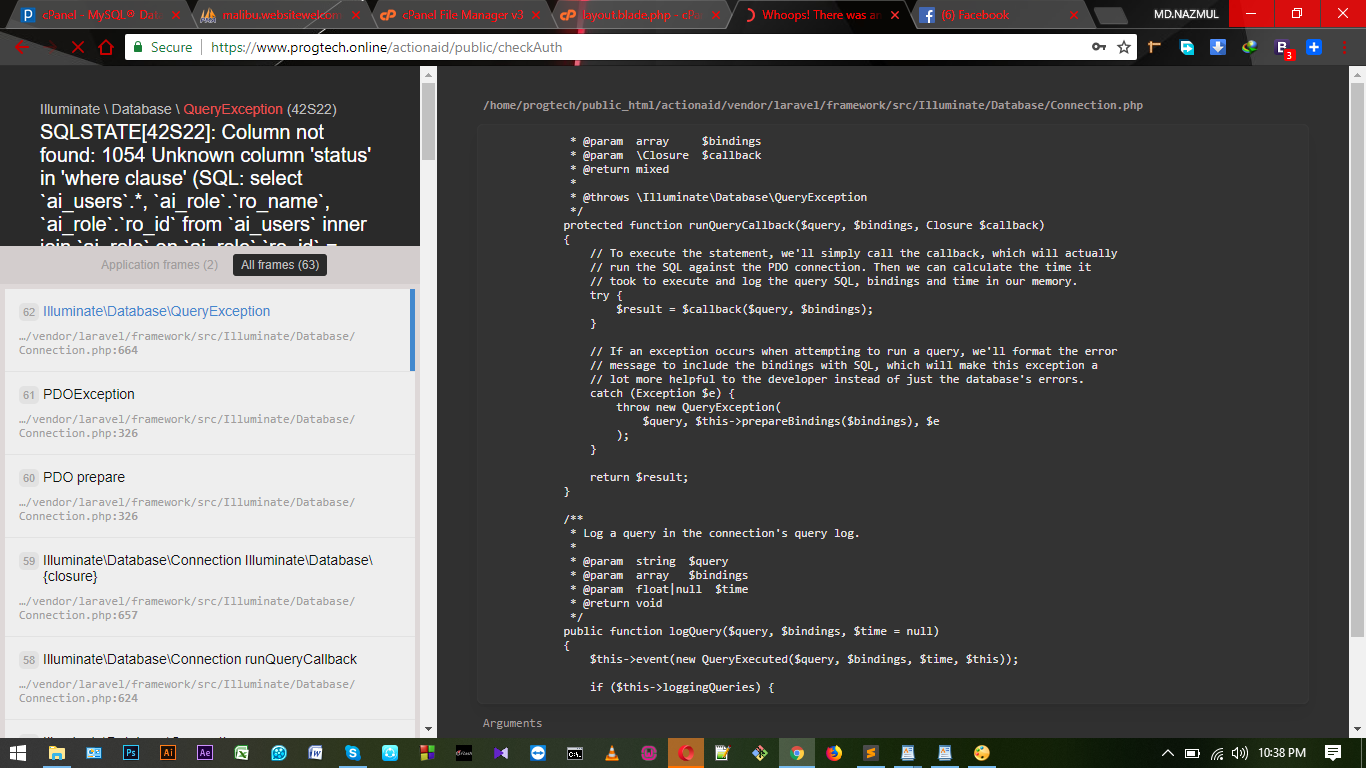 cPanel - MySQL® Dat
malibu.websitewelcom
cPanel File Manager v3
layout.blade.php - cPa
Whoops! There was an
(6) Facebook
MD.NAZMUL
Secure | https://www.progtech.online/actionaid/public/checkAuth
Illuminate \ Database \ QueryException (42S22)
SQLSTATE[42S22]: Column not
found: 1054 Unknown column 'status'
in 'where clause' (SQL: select
`ai_users`.*, `ai_role`.`ro_name`,
`ai_role`.`ro_id` from `ai_users` inner
join `ai_role` on `ai_role`.`ro_id` =
Application frames (2) All frames (63)
62 Illuminate\Database\QueryException
…/vendor/laravel/framework/src/Illuminate/Database/
Connection.php:664
61 PDOException
…/vendor/laravel/framework/src/Illuminate/Database/
Connection.php:326
60 PDO prepare
…/vendor/laravel/framework/src/Illuminate/Database/
Connection.php:326
59 Illuminate\Database\Connection Illuminate\Database\
{closure}
…/vendor/laravel/framework/src/Illuminate/Database/
Connection.php:657
58 Illuminate\Database\Connection runQueryCallback
…/vendor/laravel/framework/src/Illuminate/Database/
Connection.php:624
/home/progtech/public_html/actionaid/vendor/laravel/framework/src/Illuminate/Database/Connection.php
* @param  array     $bindings
* @param  \Closure  $callback
* @return mixed
*
* @throws \Illuminate\Database\QueryException
*/
protected function runQueryCallback($query, $bindings, Closure $callback)
{
// To execute the statement, we'll simply call the callback, which will actually
// run the SQL against the PDO connection. Then we can calculate the time it
// took to execute and log the query SQL, bindings and time in our memory.
try {
$result = $callback($query, $bindings);
}
// If an exception occurs when attempting to run a query, we'll format the error
// message to include the bindings with SQL, which will make this exception a
// lot more helpful to the developer instead of just the database's errors.
catch (Exception $e) {
throw new QueryException(
$query, $this->prepareBindings($bindings), $e
);
}
return $result;
}
/**
* Log a query in the connection's query log.
*
* @param  string  $query
* @param  array   $bindings
* @param  float|null  $time
* @return void
*/
public function logQuery($query, $bindings, $time = null)
{
$this->event(new QueryExecuted($query, $bindings, $time, $this));
if ($this->loggingQueries) {
Arguments
10:38 PM